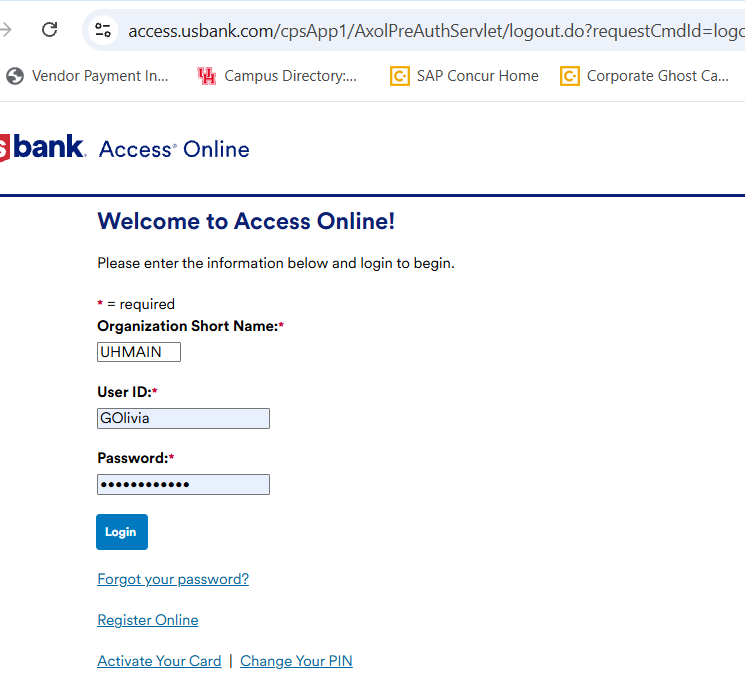 access.usbank.com/cpsApp1/AxolPreAuthServlet/logout.do?requestCmdId=logo
Vendor Payment In... Campus Directory:... SAP Concur Home Corporate Ghost Ca...
s bank. Access® Online
Welcome to Access Online!
Please enter the information below and login to begin.
* = required
Organization Short Name:*
UHMAIN
User ID:*
GOlivia
Password:*
••••••••••••
Login
Forgot your password?
Register Online
Activate Your Card | Change Your PIN